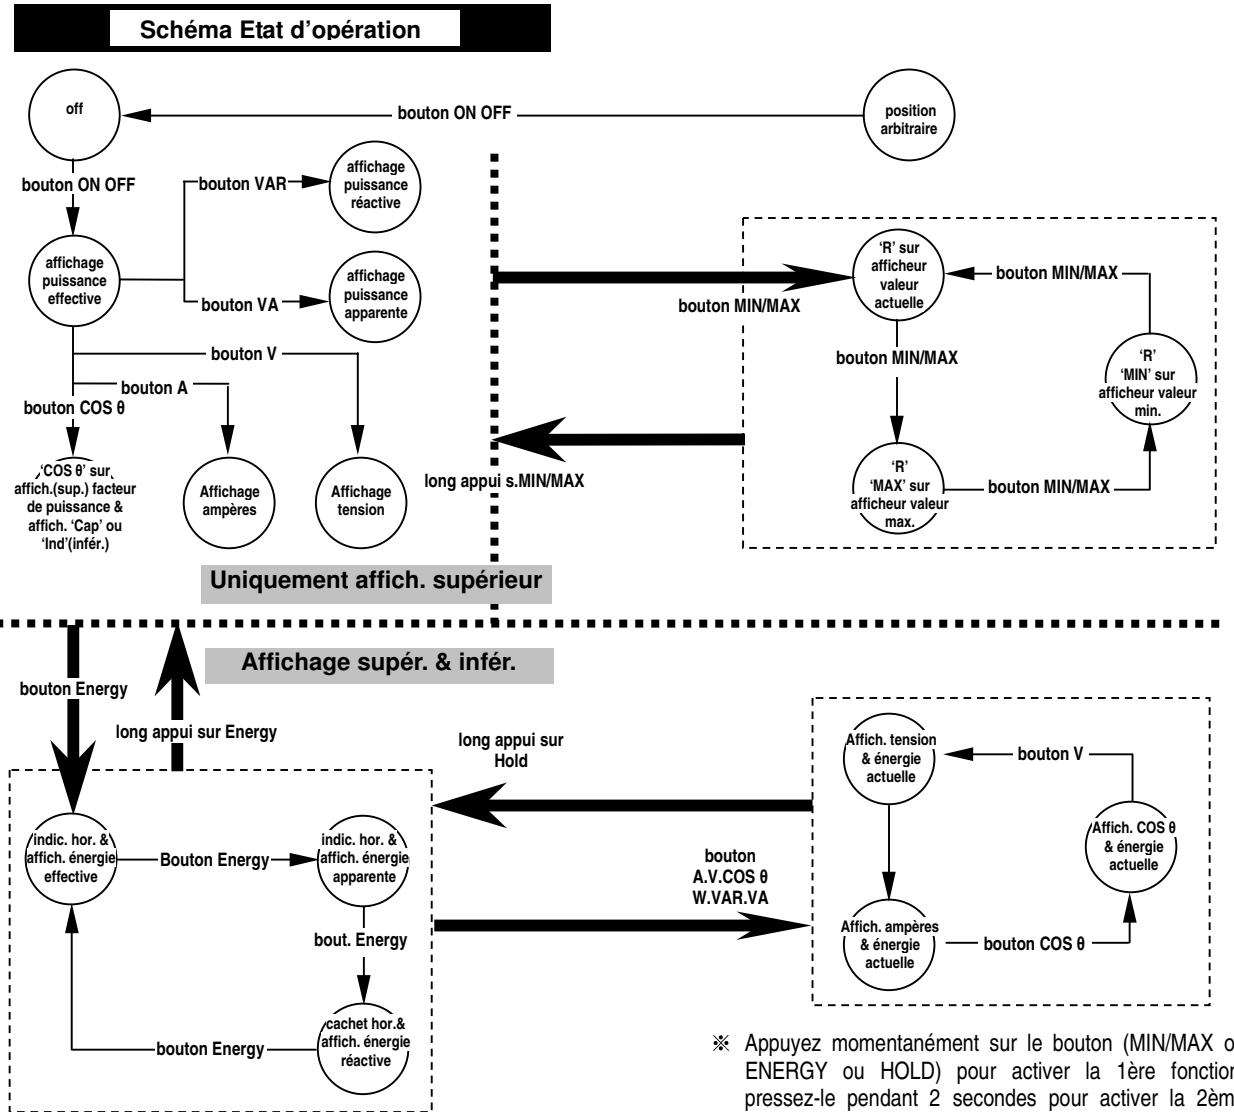 Schéma Etat d’opération
off
bouton ON OFF
position
arbitraire
bouton ON OFF
bouton VAR
affichage
puissance
réactive
affichage
puissance
effective
bouton VA
affichage
puissance
apparente
bouton V
bouton A
bouton COS θ
‘COS θ’ sur
affich.(sup.) facteur
de puissance &
affich. ‘Cap’ ou
‘Ind’(infér.)
Affichage
ampères
Affichage
tension
bouton MIN/MAX
long appui s.MIN/MAX
‘R’ sur
afficheur
valeur
actuelle
bouton MIN/MAX
bouton MIN/MAX
‘R’
‘MIN’ sur
afficheur valeur
min.
‘R’
‘MAX’ sur
afficheur valeur
max.
bouton MIN/MAX
Uniquement affich. supérieur
Affichage supér. & infér.
bouton Energy
long appui sur Energy
long appui sur
Hold
indic. hor. &
affich. énergie
effective
Bouton Energy
indic. hor. &
affich. énergie
apparente
bout. Energy
cachet hor.&
affich. énergie
réactive
bouton Energy
bouton
A.V.COS θ
W.VAR.VA
Affich. tension
& énergie
actuelle
bouton V
Affich. COS θ
& énergie
actuelle
Affich. ampères
& énergie
actuelle
bouton COS θ
※ Appuyez momentanément sur le bouton (MIN/MAX o
ENERGY ou HOLD) pour activer la 1ère fonction
pressez-le pendant 2 secondes pour activer la 2èm